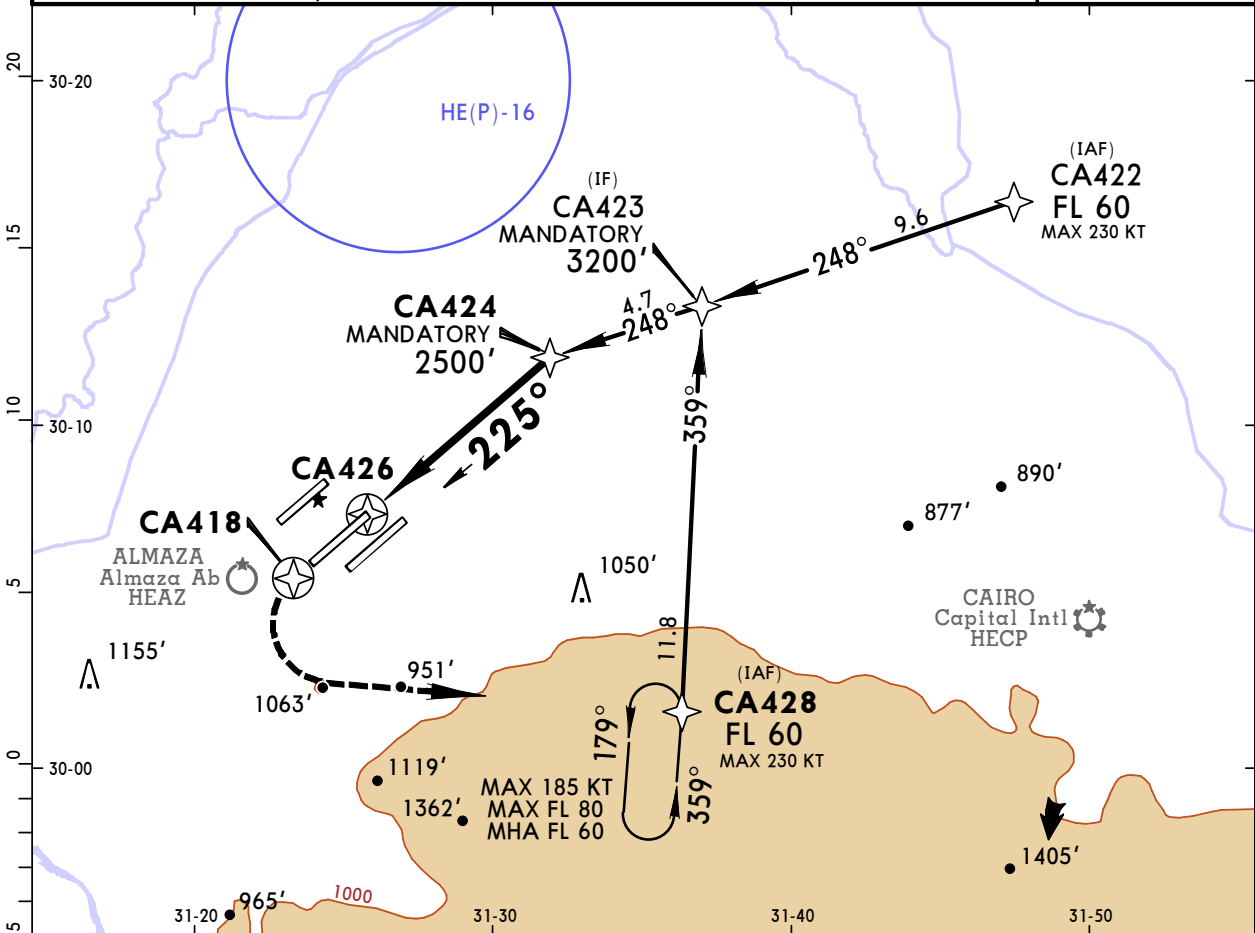 20
30-20
HE(P)-16
(IAF)
CA422
FL 60
MAX 230 KT
(IF)
CA423
MANDATORY
3200'
9.6
248°
15
CA424
MANDATORY
2500'
4.7
248°
359°
10
30-10
225°
CA426
890'
877'
CA418
ALMAZA
Almaza Ab
HEAZ
1050'
5
CAIRO
Capital Intl
HECP
11.8
1155'
951'
1063'
(IAF)
CA428
FL 60
MAX 230 KT
179°
359°
0
30-00
1119'
1362'
MAX 185 KT
MAX FL 80
MHA FL 60
1405'
965'
1000
5
31-20
31-30
31-40
31-50